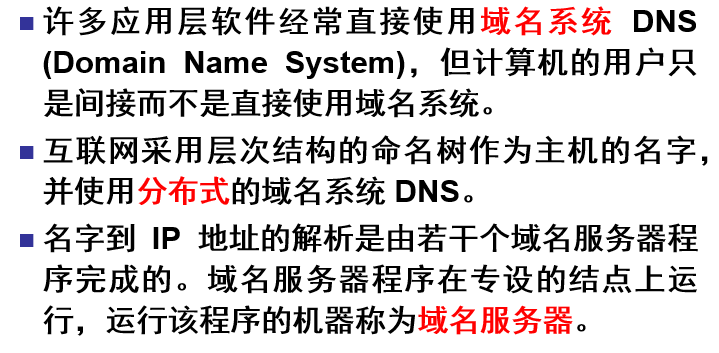 许多应用层软件经常直接使用域名系统 DNS
(Domain Name System)，但计算机的用户只
是间接而不是直接使用域名系统。
互联网采用层次结构的命名树作为主机的名字，
并使用分布式的域名系统 DNS。
名字到 IP 地址的解析是由若干个域名服务器程
序完成的。域名服务器程序在专设的结点上运
行，运行该程序的机器称为域名服务器。